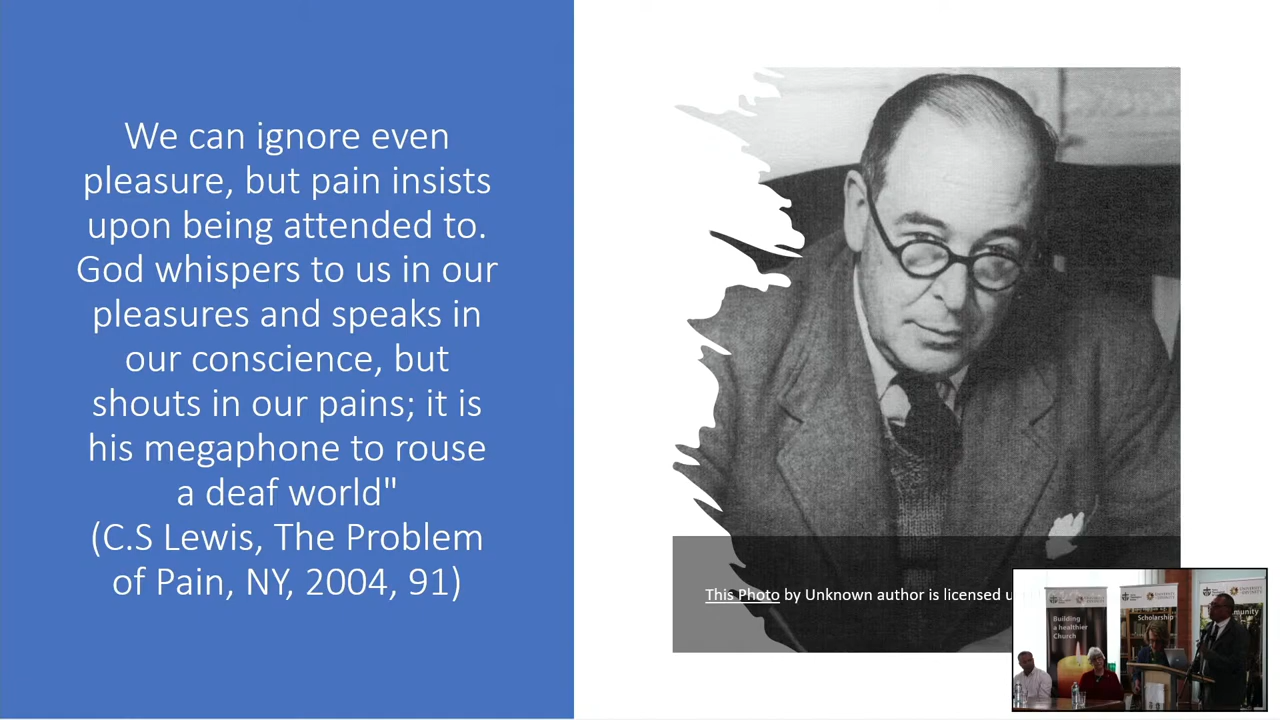 We can ignore even
pleasure, but pain insists
upon being attended to.
God whispers to us in our
pleasures and speaks in
our conscience, but
shouts in our pains; it is
his megaphone to rouse
a deaf world"
(C.S Lewis, The Problem
of Pain, NY, 2004, 91)
This Photo by Unknown author is licensed u
Building
a healthier
Church
Scholarship
munity